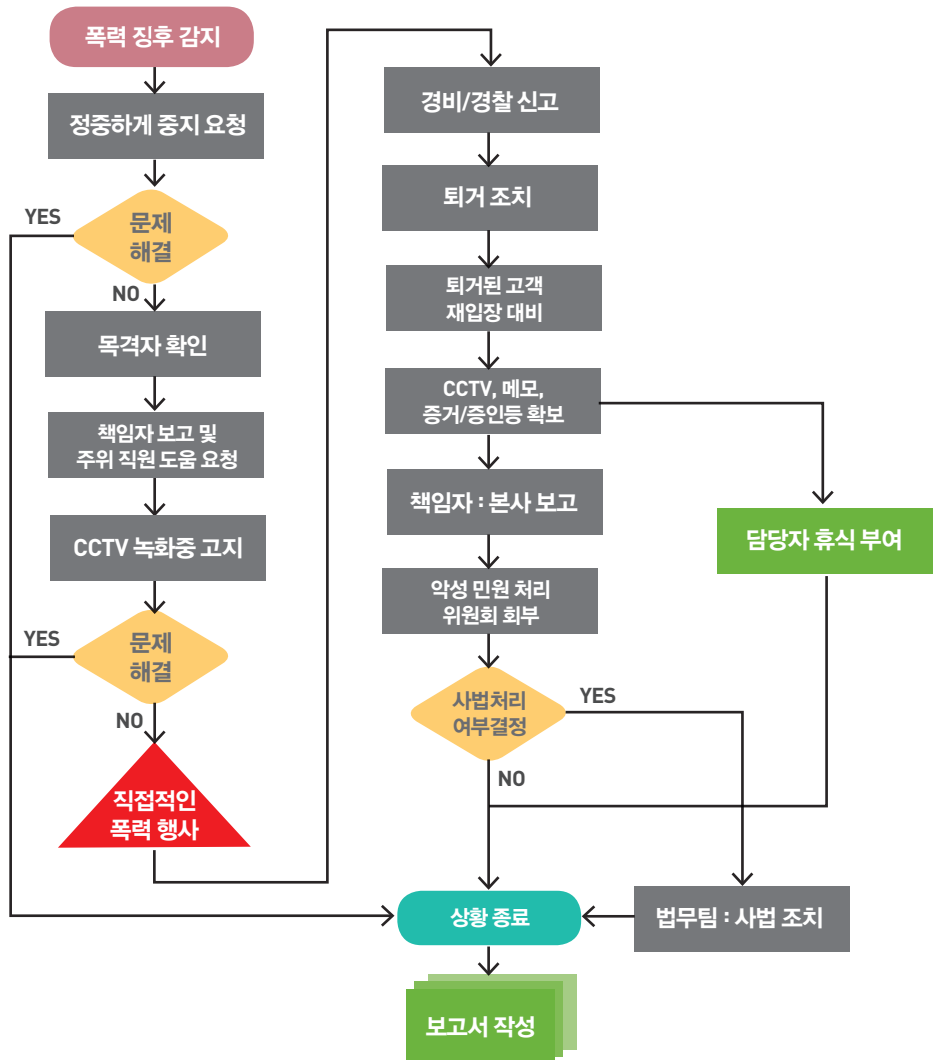 폭력 징후 감지
정중하게 중지 요청
YES
문제
해결
NO
목격자 확인
책임자 보고 및
주위 직원 도움 요청
CCTV 녹화중 고지
YES
문제
해결
NO
직접적인
폭력 행사
경비/경찰 신고
퇴거 조치
퇴거된 고객
재입장 대비
CCTV, 메모,
증거/증인등 확보
책임자 : 본사 보고
담당자 휴식 부여
악성 민원 처리
위원회 회부
사법처리
여부결정
YES
NO
법무팀 : 사법 조치
상황 종료
보고서 작성